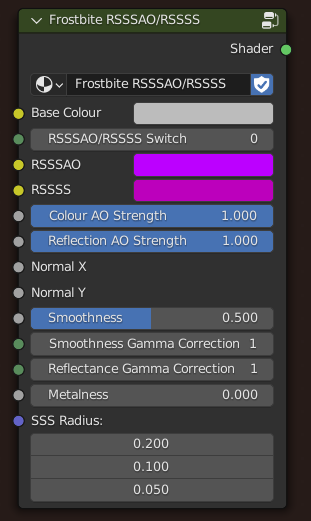 Frostbite RSSSAO/RSSSS
Shader
Frostbite RSSSAO/RSSSS
Base Colour
RSSSAO/RSSSS Switch 0
RSSSAO
RSSSS
Colour AO Strength 1.000
Reflection AO Strength 1.000
Normal X
Normal Y
Smoothness 0.500
Smoothness Gamma Correction 1
Reflectance Gamma Correction 1
Metalness 0.000
SSS Radius:
0.200
0.100
0.050